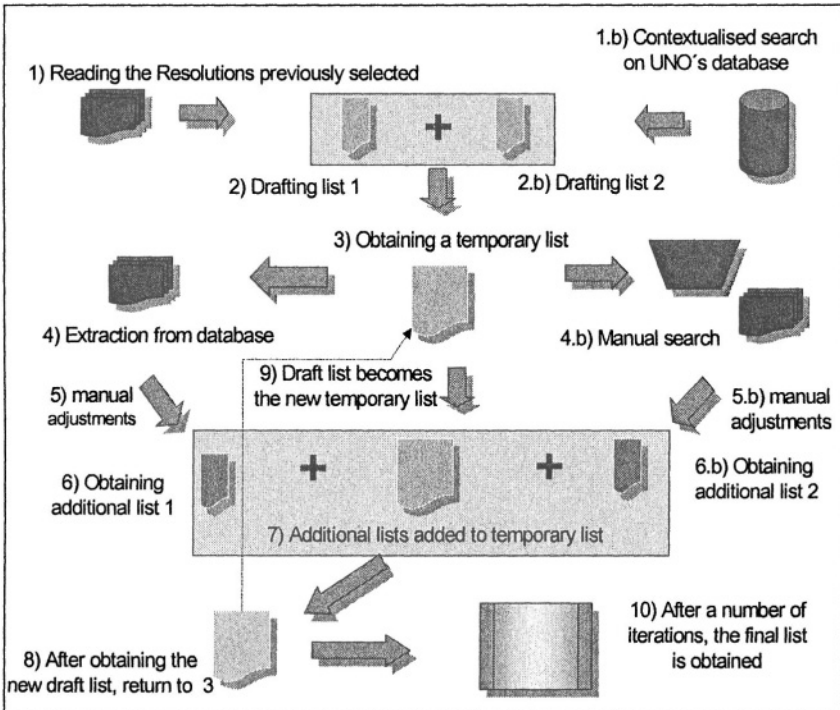 1.b) Contextualised search
on UNO´s database
1) Reading the Resolutions previously selected
2) Drafting list 1
2.b) Drafting list 2
3) Obtaining a temporary list
4) Extraction from database
4.b) Manual search
9) Draft list becomes
the new temporary list
5) manual
adjustments
5.b) manual
adjustments
6) Obtaining
additional list 1
6.b) Obtaining
additional list 2
7) Additional lists added to temporary list
8) After obtaining the
new draft list, return to 3
10) After a number of
iterations, the final list
is obtained